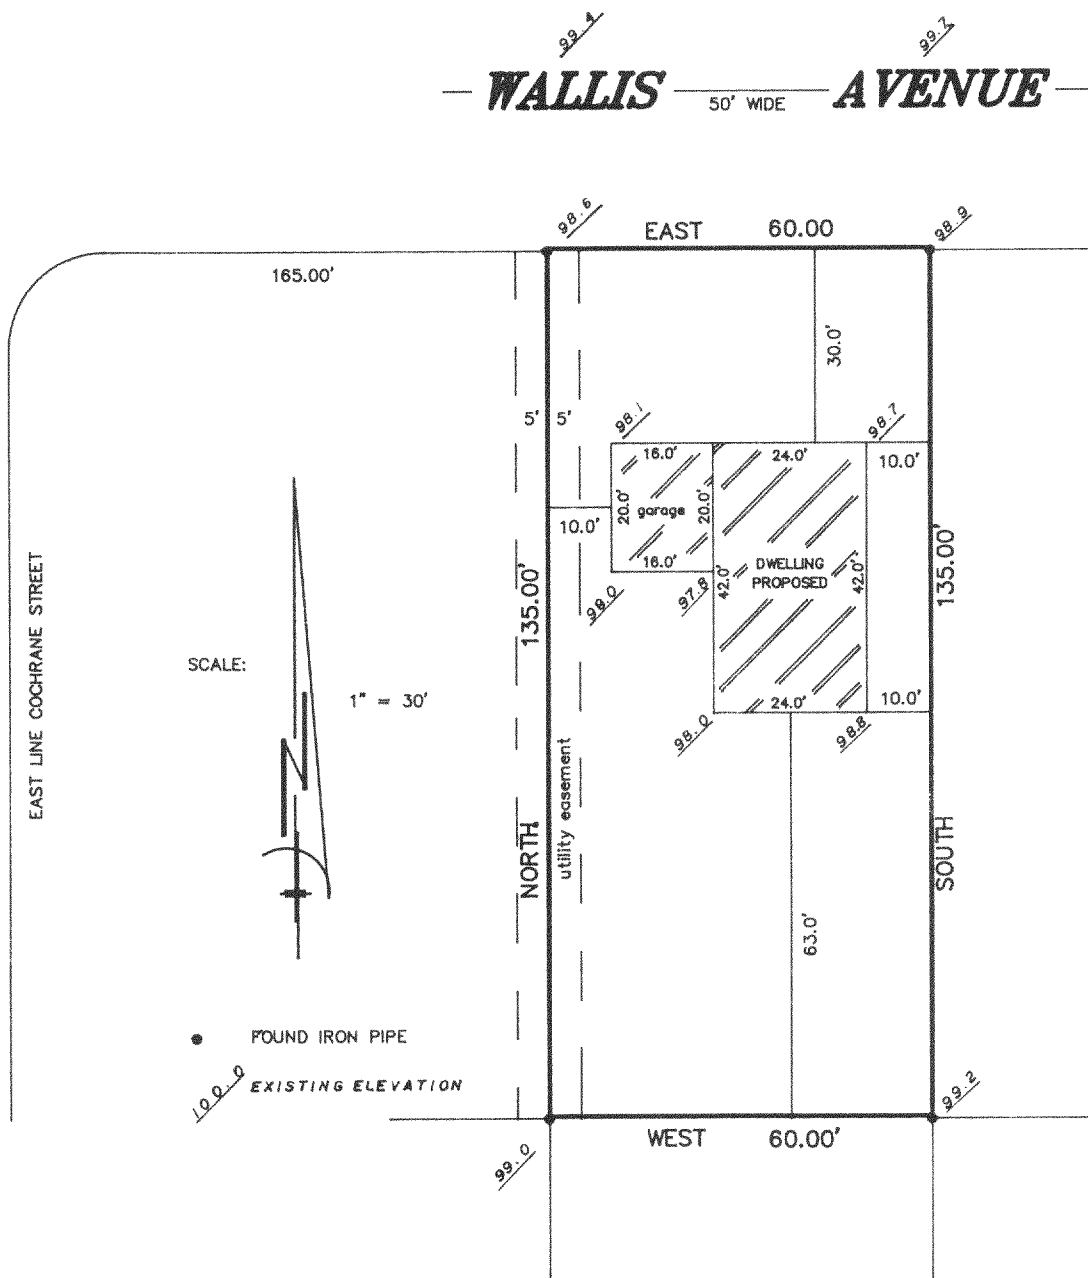 99.4
99.7
WALLIS AVENUE
50' WIDE
98.6
98.9
EAST 60.00
165.00'
30.0'
5' 5'
98.1
98.7
16.0'
24.0'
10.0'
20.0'
garage
20.0'
10.0'
16.0'
DWELLING
PROPOSED
42.0'
42.0'
135.00'
135.00'
98.0
97.8
EAST LINE COCHRANE STREET
SCALE:
1" = 30'
N
24.0'
10.0'
98.0
98.8
utility easement
NORTH
SOUTH
63.0'
FOUND IRON PIPE
100.0
EXISTING ELEVATION
99.2
WEST 60.00'
99.0